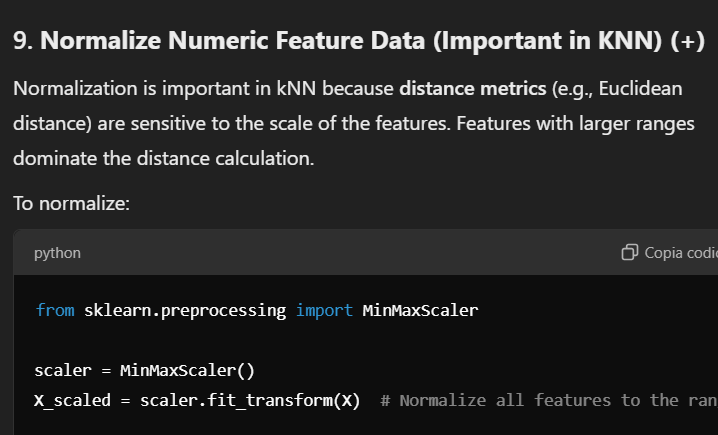 9. Normalize Numeric Feature Data (Important in KNN) (+)
Normalization is important in kNN because distance metrics (e.g., Euclidean
distance) are sensitive to the scale of the features. Features with larger ranges
dominate the distance calculation.
To normalize:
python
Copia codic
from sklearn.preprocessing import MinMaxScaler
scaler = MinMaxScaler()
X_scaled = scaler.fit_transform(X)  # Normalize all features to the ran